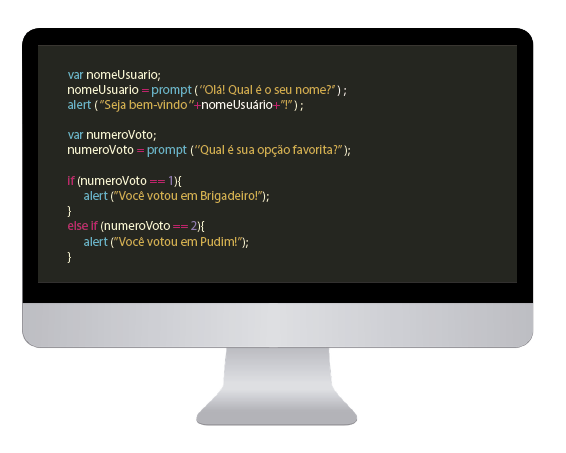 var nomeUsuario;
nomeUsuario = prompt ( "Olá! Qual é o seu nome?" ) ;
alert ( "Seja bem-vindo "+nomeUsuário+"!" ) ;
var numeroVoto;
numeroVoto = prompt ( "Qual é sua opção favorita?" );
if (numeroVoto == 1){
alert ("Você votou em Brigadeiro!");
}
else if (numeroVoto == 2){
alert ("Você votou em Pudim!");
}